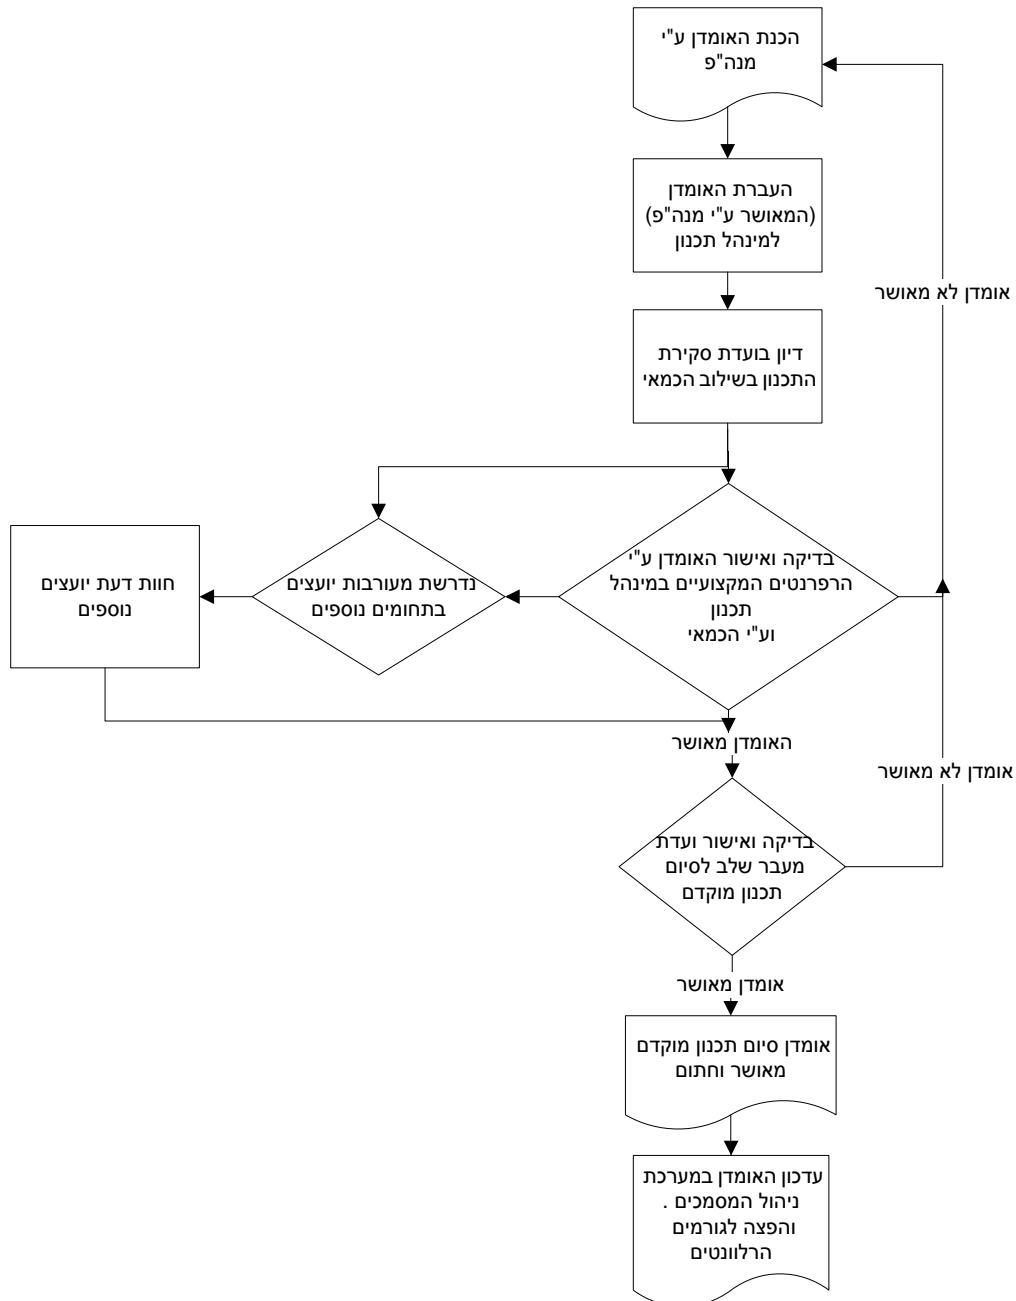 הכנת האומדן ע"י
מנה"פ
העברת האומדן
(המאושר ע"י מנה"פ)
למינהל תכנון
אומדן לא מאושר
דיון בועדת סקירת
התכנון בשילוב הכמאי
בדיקה ואישור האומדן ע"י
הרפרנטים המקצועיים במינהל
תכנון
וע"י הכמאי
נדרשת מעורבות יועצים
בתחומים נוספים
חוות דעת יועצים
נוספים
האומדן מאושר
אומדן לא מאושר
בדיקה ואישור ועדת
מעבר שלב לסיום
תכנון מוקדם
אומדן מאושר
אומדן סיום תכנון מוקדם
מאושר וחתום
עדכון האומדן במערכת
ניהול המסמכים .
והפצה לגורמים
הרלוונטים